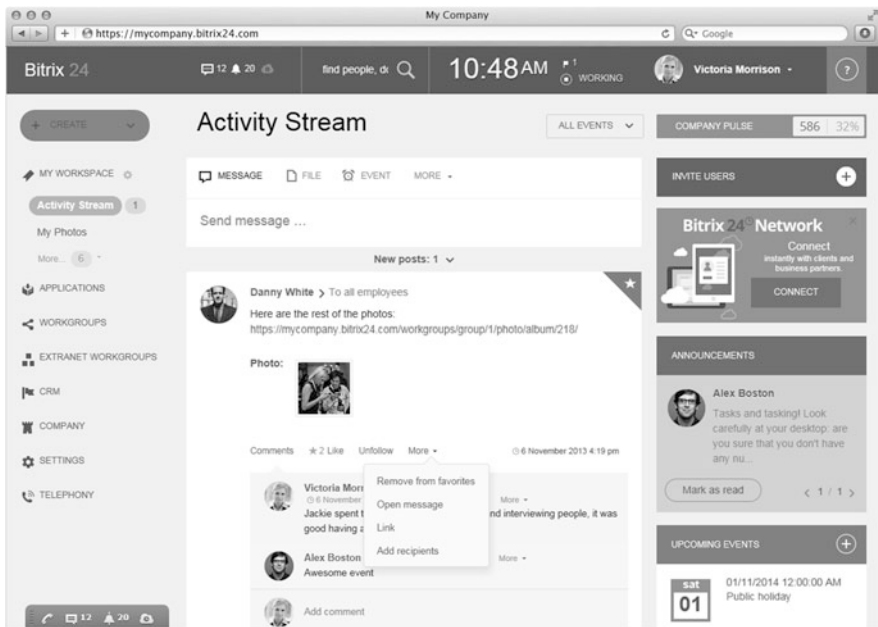 My Company
https://mycompany.bitrix24.com
Google
Bitrix 24
12 20
find people, dc
10:48 AM
1
WORKING
Victoria Morrison
?
+ CREATE
MY WORKSPACE
Activity Stream 1
My Photos
More... 6
APPLICATIONS
WORKGROUPS
EXTRANET WORKGROUPS
CRM
COMPANY
SETTINGS
TELEPHONY
12 20
Activity Stream
ALL EVENTS
MESSAGE FILE EVENT MORE
Send message ...
New posts: 1
Danny White > To all employees
Here are the rest of the photos:
https://mycompany.bitrix24.com/workgroups/group/1/photo/album/218/
Photo:
Comments 2 Like Unfollow More
6 November 2013 4:19 pm
Remove from favorites
Open message
Link
Add recipients
Victoria Morr
6 November
More
Jackie spent t nd interviewing people, it was
good having a
Alex Boston
More
Awesome event
Add comment
COMPANY PULSE 586 32%
INVITE USERS +
Bitrix 24 Network
Connect
instantly with clients and
business partners.
CONNECT
ANNOUNCEMENTS
Alex Boston
Tasks and tasking! Look
carefully at your desktop: are
you sure that you don't have
any nu...
Mark as read
< 1 / 1 >
UPCOMING EVENTS +
sat
01
01/11/2014 12:00:00 AM
Public holiday